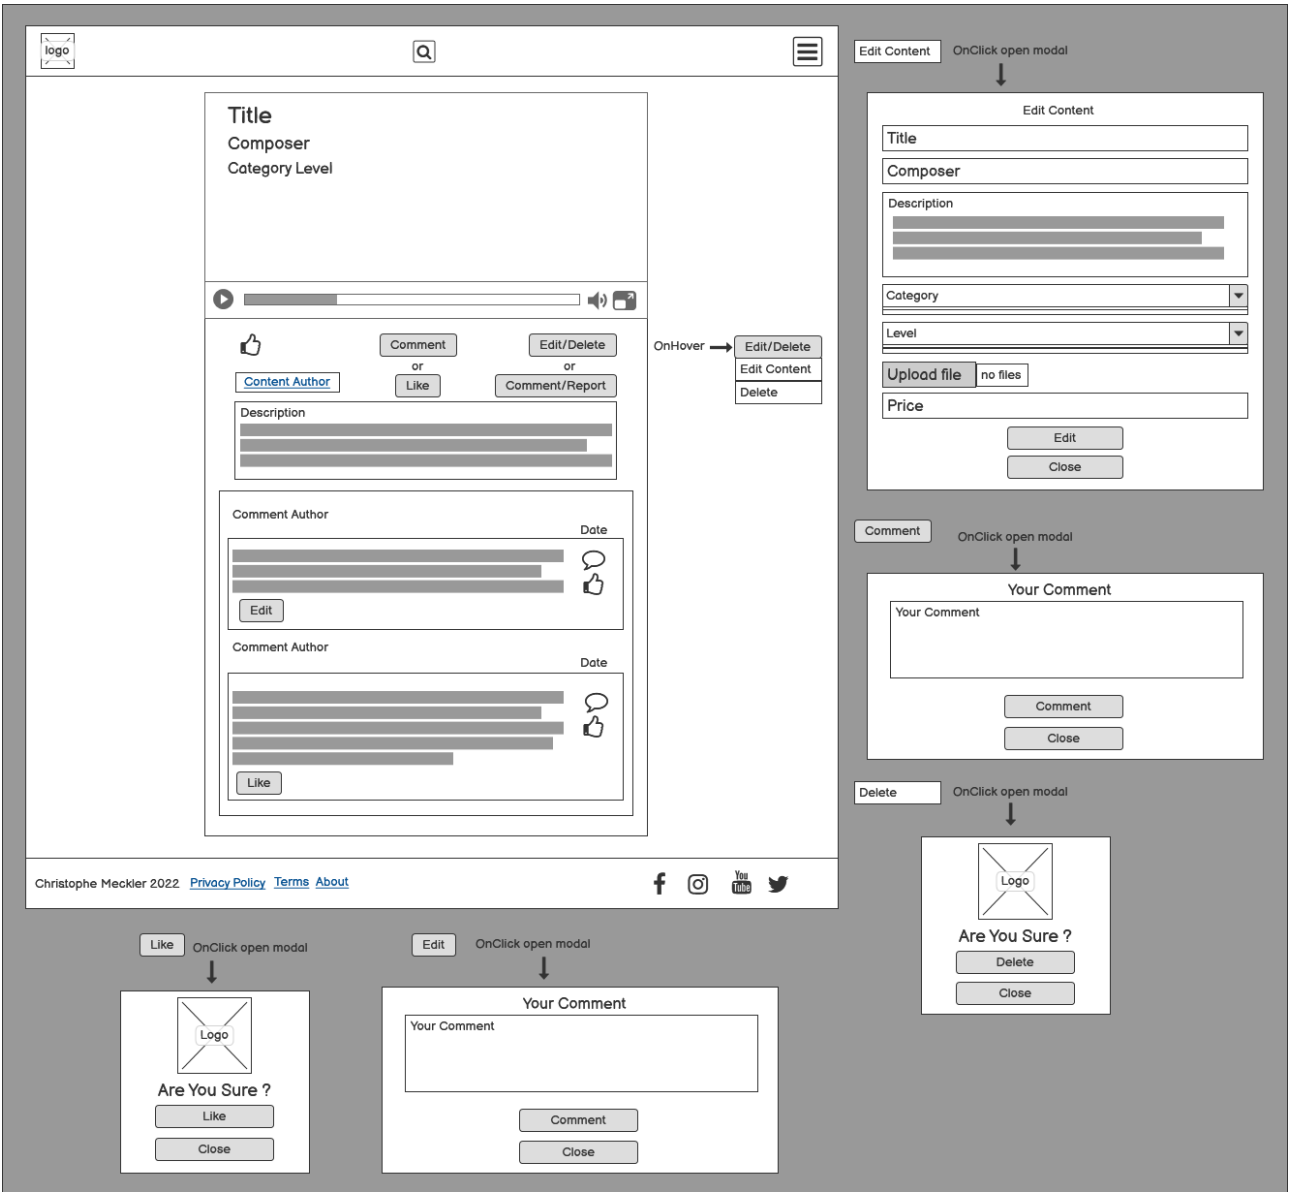 logo
Title
Composer
Category Level
Comment
Edit/Delete
or
or
Content Author
Like
Comment/Report
OnHover
Edit/Delete
Edit Content
Delete
Description
Comment Author
Date
Edit
Comment Author
Date
Like
Christophe Meckler 2022 Privacy Policy Terms About
You
Tube
Edit Content
OnClick open modal
Edit Content
Title
Composer
Description
Category
Level
Upload file
no files
Price
Edit
Close
Comment
OnClick open modal
Your Comment
Your Comment
Comment
Close
Delete
OnClick open modal
Logo
Are You Sure ?
Delete
Close
Like
OnClick open modal
Logo
Are You Sure ?
Like
Close
Edit
OnClick open modal
Your Comment
Your Comment
Comment
Close